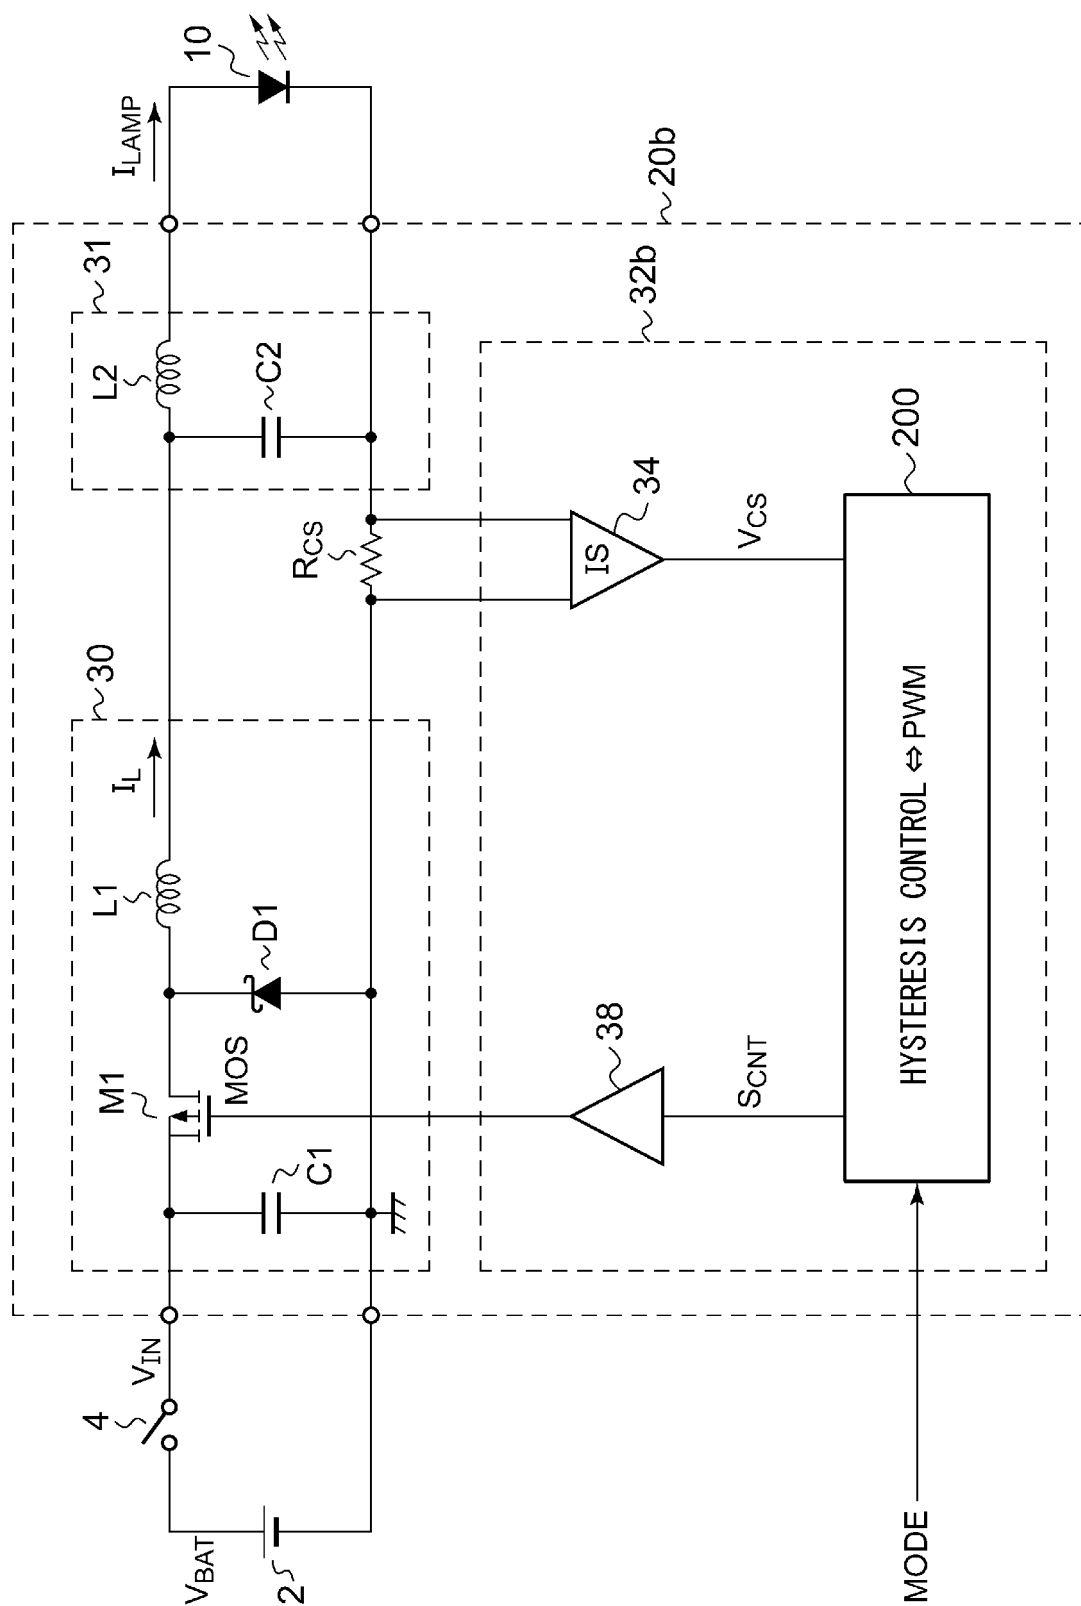 10
I_LAMP
20b
31
L2
C2
32b
R_CS
34
IS
V_CS
200
30
I_L
L1
D1
M1
MOS
C1
38
S_CNT
HYSTERESIS CONTROL ⇔ PWM
V_IN
4
V_BAT
2
MODE